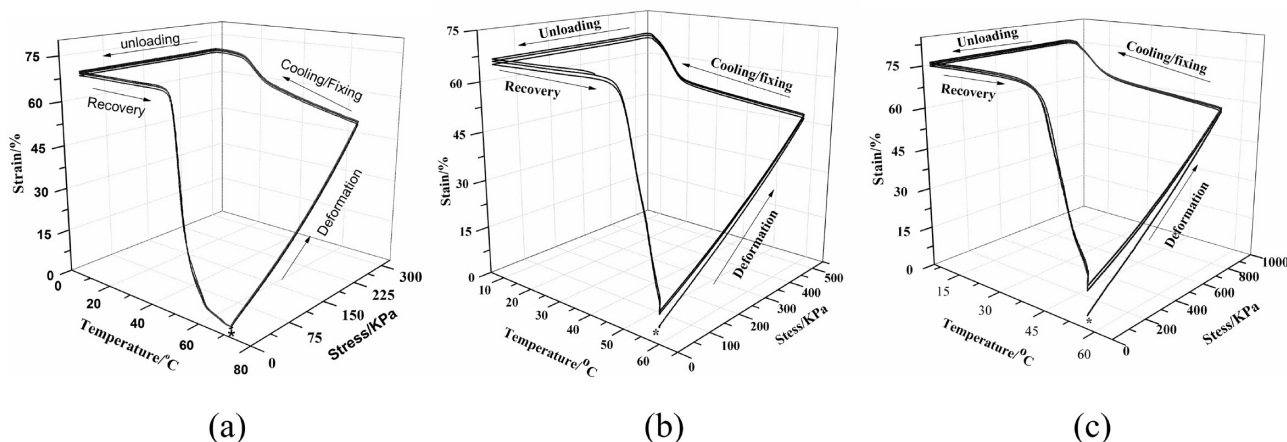 75
60
45
30
15
0
Strain/%
unloading
Cooling/Fixing
Recovery
Deformation
*
0
20
40
60
80
Temperature/°C
0
75
150
225
300
Stress/KPa
(a)
75
60
45
30
15
0
Stain/%
Unloading
Cooling/fixing
Recovery
Deformation
*
10
20
30
40
50
60
Temperature/°C
0
100
200
300
400
500
Stess/KPa
(b)
75
60
45
30
15
0
Stain/%
Unloading
Cooling/fixing
Recovery
Deformation
*
15
30
45
60
Temperature/°C
0
200
400
600
800
1000
Stess/KPa
(c)